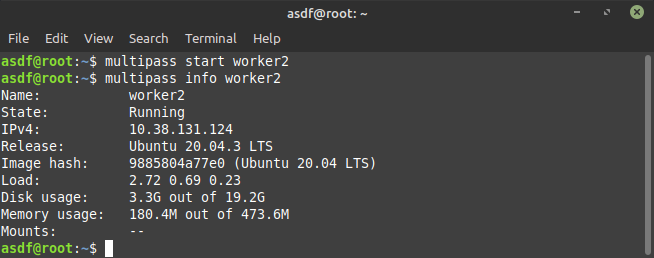 asdf@root: ~
File Edit View Search Terminal Help
asdf@root:~$ multipass start worker2
asdf@root:~$ multipass info worker2
Name: worker2
State: Running
IPv4: 10.38.131.124
Release: Ubuntu 20.04.3 LTS
Image hash: 9885804a77e0 (Ubuntu 20.04 LTS)
Load: 2.72 0.69 0.23
Disk usage: 3.3G out of 19.2G
Memory usage: 180.4M out of 473.6M
Mounts: --
asdf@root:~$